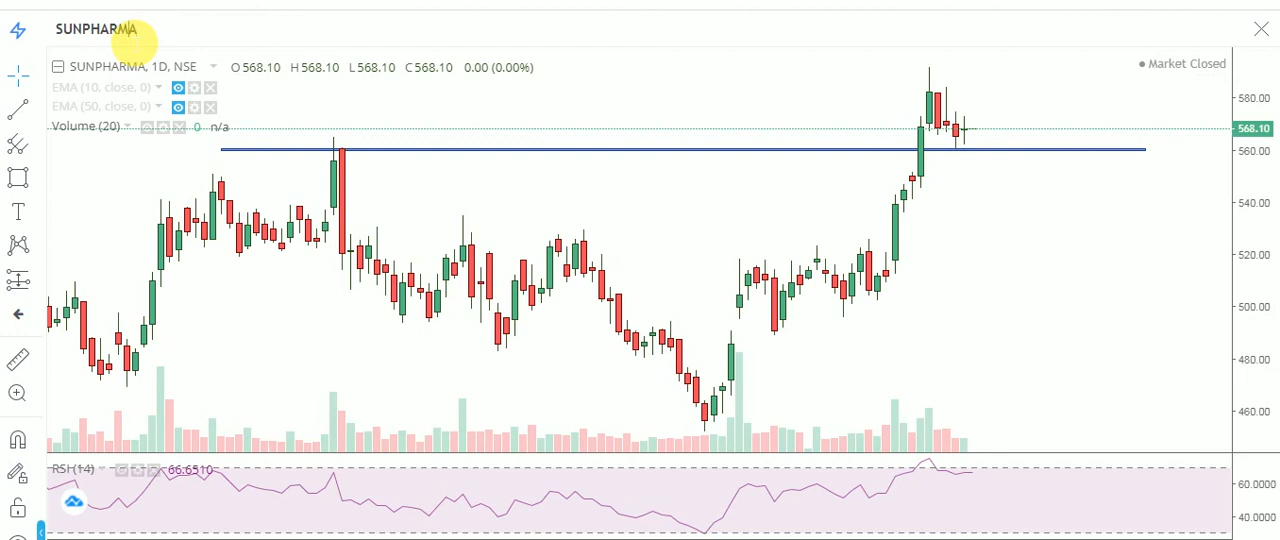 SUNPHARMA
SUNPHARMA, 1D, NSE O 568.10 H 568.10 L 568.10 C 568.10 0.00 (0.00%)
Market Closed
EMA (10, close, 0)
EMA (50, close, 0)
Volume (20) 0 n/a
580.00
568.10
560.00
540.00
520.00
500.00
480.00
460.00
RSI (14) 66.6510
60.0000
40.0000
T